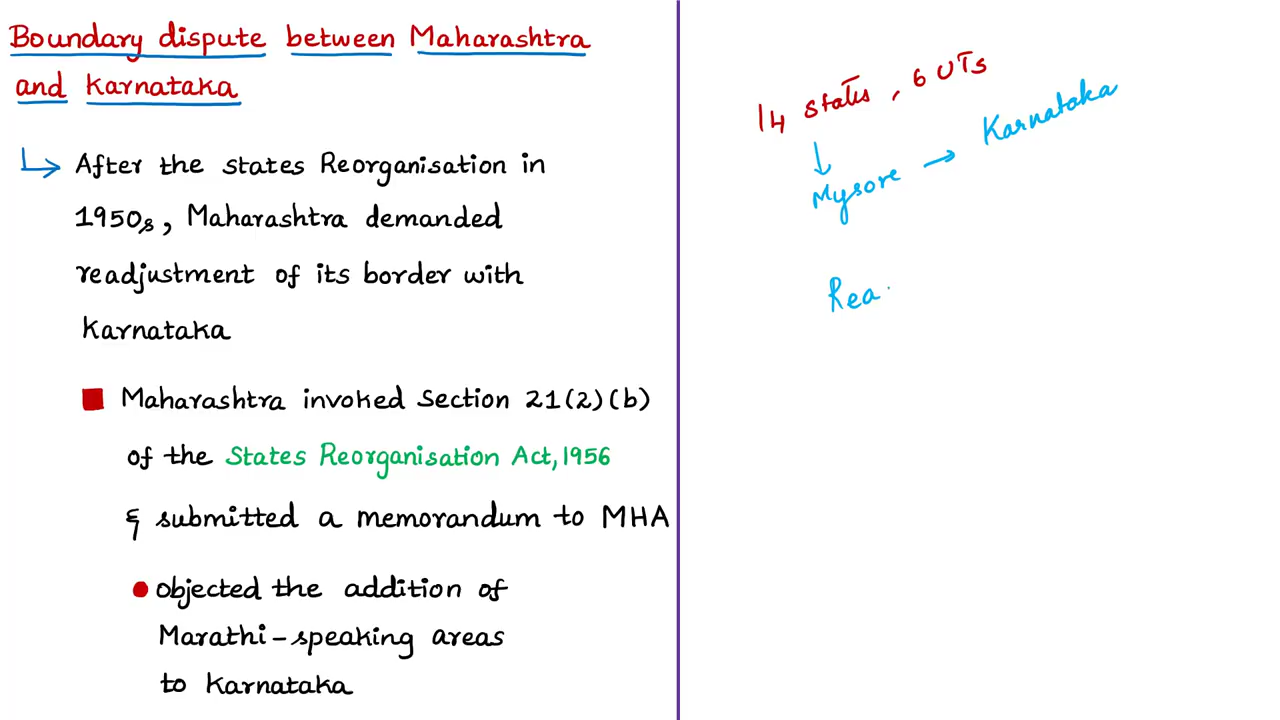 Boundary dispute between Maharashtra
and Karnataka
After the states Reorganisation in
1950s, Maharashtra demanded
readjustment of its border with
Karnataka
Maharashtra invoked Section 21(2)(b)
of the States Reorganisation Act, 1956
& submitted a memorandum to MHA
objected the addition of
Marathi-speaking areas
to Karnataka
14 states, 6 UTs
Mysore → Karnataka
Rea